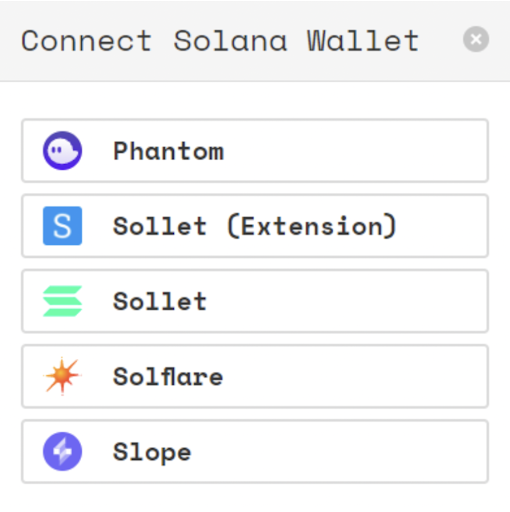 Connect Solana Wallet
Phantom
S Sollet (Extension)
Sollet
Solflare
Slope